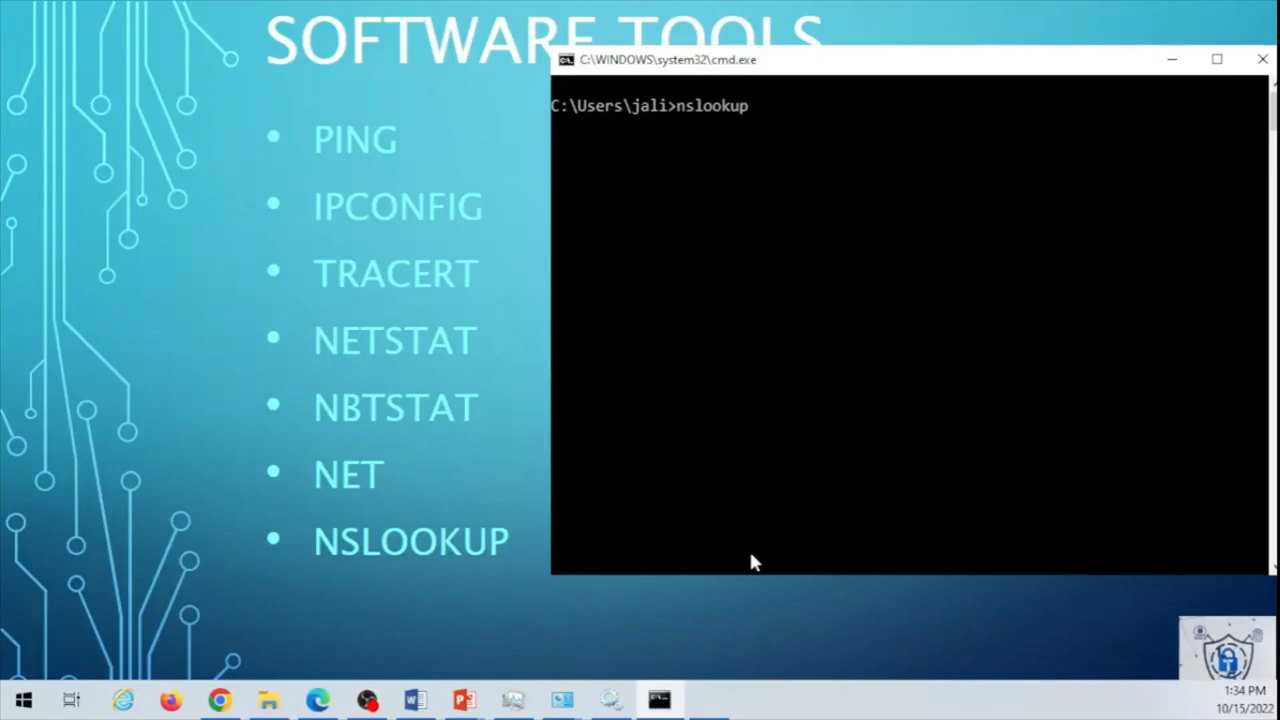 SOFTWARE TOOLS
C:\WINDOWS\system32\cmd.exe
C:\Users\jali>nslookup
• PING
• IPCONFIG
• TRACERT
• NETSTAT
• NBTSTAT
• NET
• NSLOOKUP
1:34 PM
10/15/2022